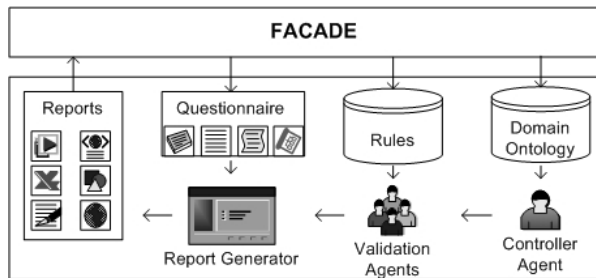 FACADE
Reports
Questionnaire
Rules
Domain
Ontology
Report Generator
Validation
Agents
Controller
Agent